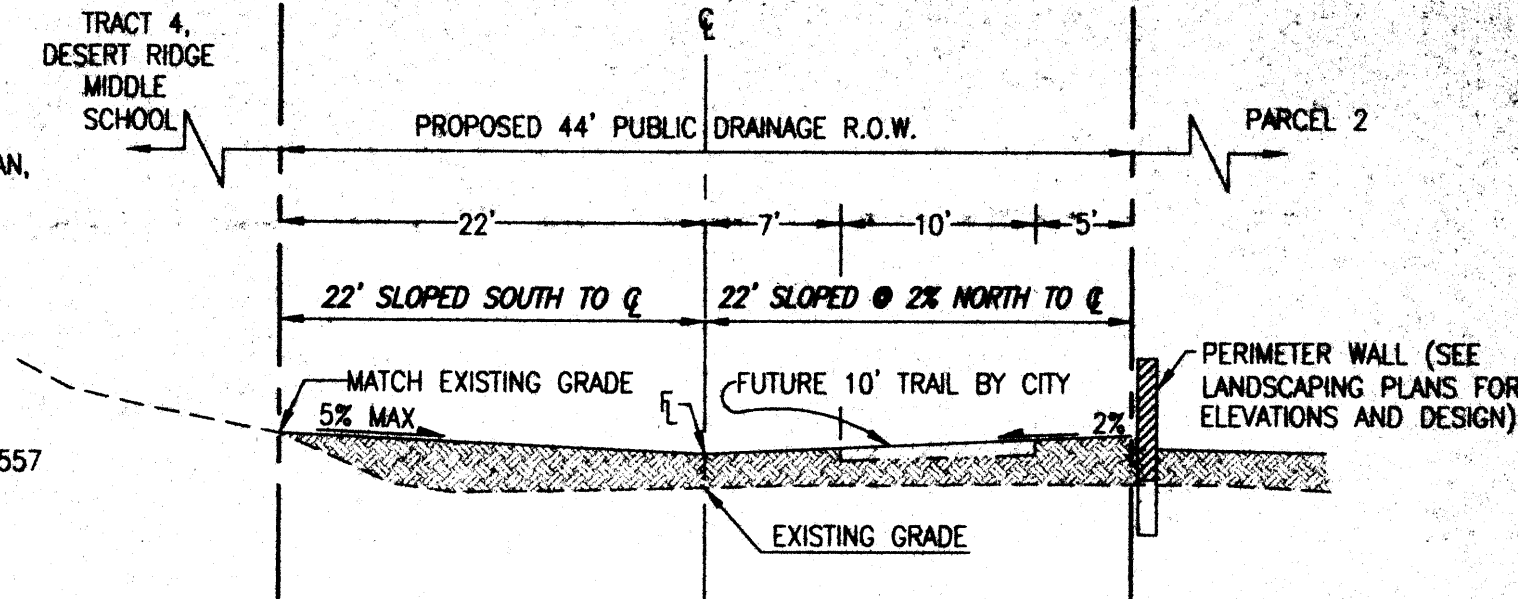 TRACT 4,
DESERT RIDGE
MIDDLE
SCHOOL
AN,
557
℄
PROPOSED 44' PUBLIC DRAINAGE R.O.W.
PARCEL 2
22'
7'
10'
5'
22' SLOPED SOUTH TO ℄
22' SLOPED @ 2% NORTH TO ℄
MATCH EXISTING GRADE
5% MAX
FL
FUTURE 10' TRAIL BY CITY
2%
PERIMETER WALL (SEE
LANDSCAPING PLANS FOR
ELEVATIONS AND DESIGN)
EXISTING GRADE